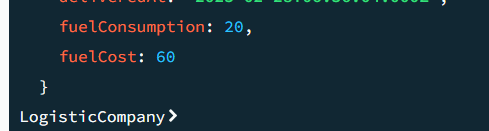 fuelConsumption: 20,
fuelCost: 60
}
LogisticCompany>